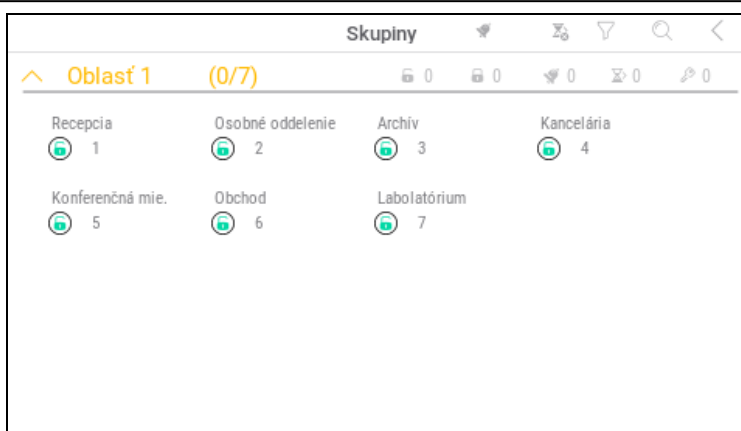 Skupiny
Oblasť 1 (0/7) 0 0 0 0 0
Recepcia Osobné oddelenie Archív Kancelária
1 2 3 4
Konferenčná mie. Obchod Labolatórium
5 6 7